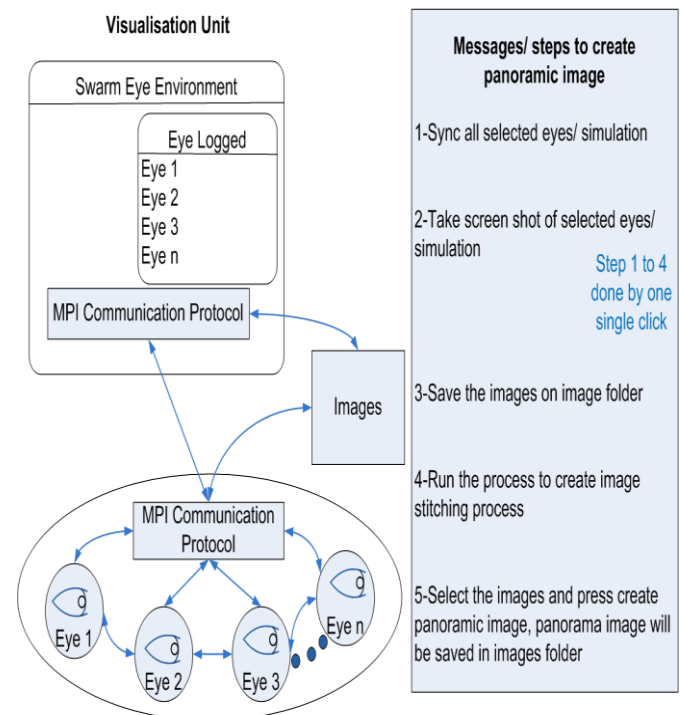 Visualisation Unit
Swarm Eye Environment
Eye Logged
Eye 1
Eye 2
Eye 3
Eye n
MPI Communication Protocol
Images
MPI Communication
Protocol
Eye 1
Eye 2
Eye 3
Eye n
Messages/ steps to create
panoramic image
1-Sync all selected eyes/ simulation
2-Take screen shot of selected eyes/
simulation
Step 1 to 4
done by one
single click
3-Save the images on image folder
4-Run the process to create image
stitching process
5-Select the images and press create
panoramic image, panorama image will
be saved in images folder